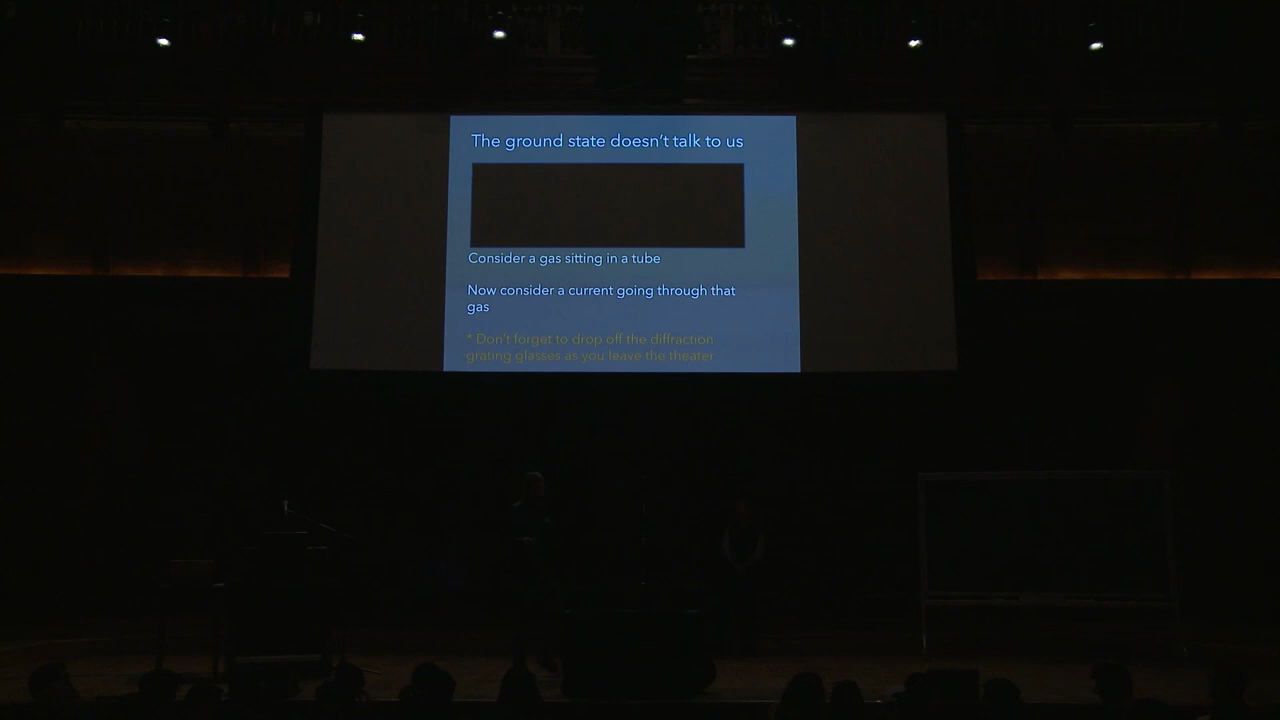 The ground state doesn't talk to us
Consider a gas sitting in a tube
Now consider a current going through that
gas
* Don't forget to drop off the diffraction
grating glasses as you leave the theater